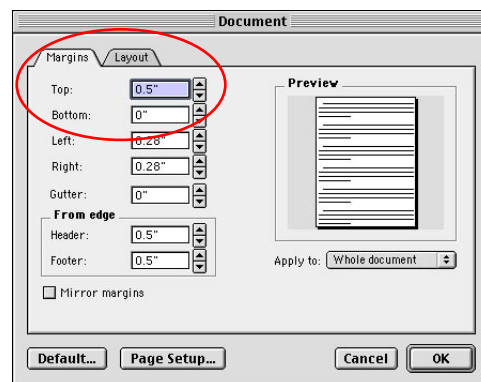 Document
Margins Layout
Top: 0.5"
Bottom: 0"
Left: 0.28"
Right: 0.28"
Gutter: 0"
From edge
Header: 0.5"
Footer: 0.5"
Mirror margins
Preview
Apply to: Whole document
Default... Page Setup... Cancel OK